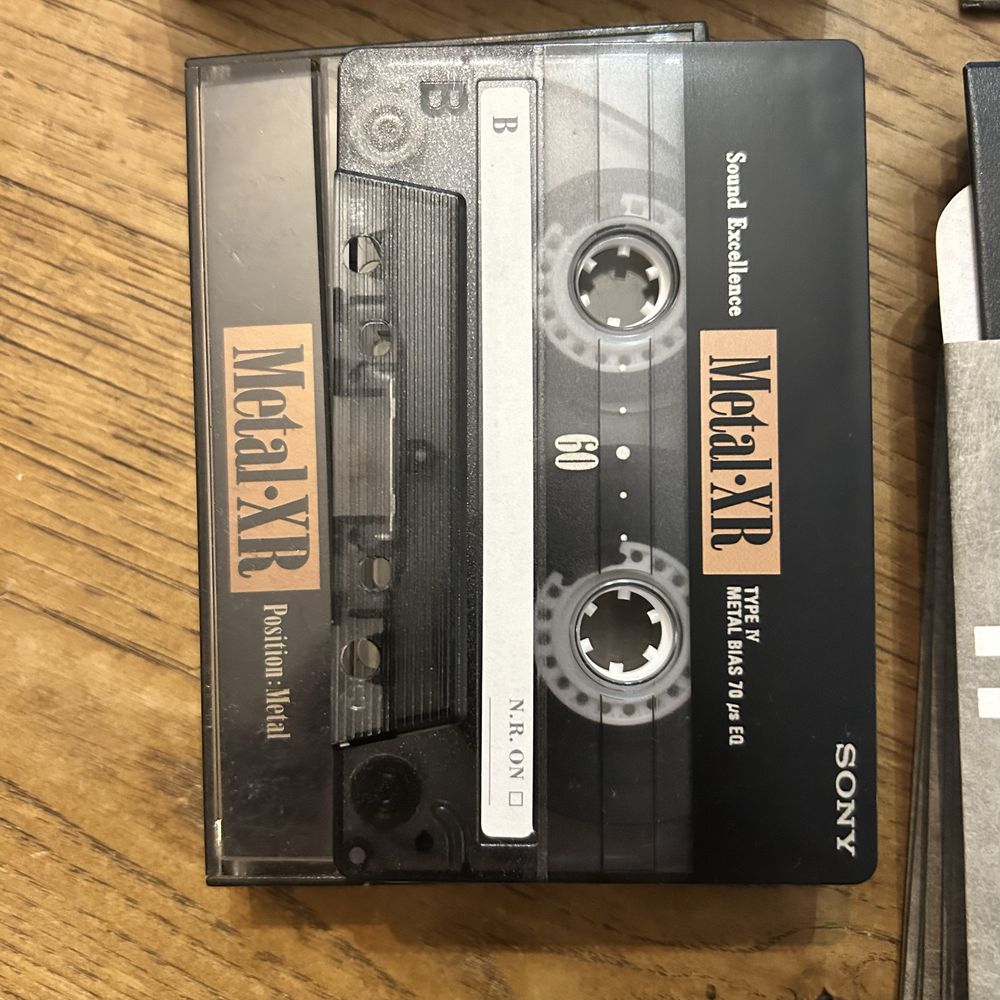 SONY
Sound Excellence
Metal·XR
TYPE IV
METAL BIAS 70 µs EQ
60
B
N.R. ON
B
Metal·XR
Position:Metal